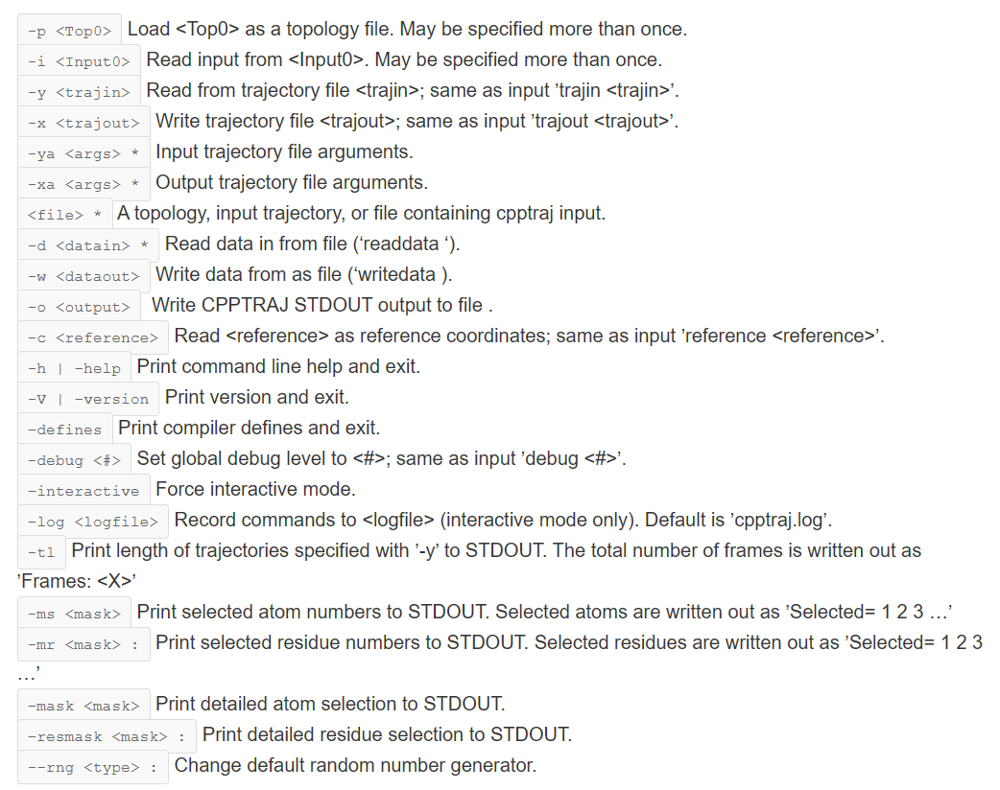 -p <Top0> Load <Top0> as a topology file. May be specified more than once.
-i <Input0> Read input from <Input0>. May be specified more than once.
-y <trajin> Read from trajectory file <trajin>; same as input ’trajin <trajin>’.
-x <trajout> Write trajectory file <trajout>; same as input ’trajout <trajout>’.
-ya <args> * Input trajectory file arguments.
-xa <args> * Output trajectory file arguments.
<file> * A topology, input trajectory, or file containing cpptraj input.
-d <datain> * Read data in from file (‘readdata ‘).
-w <dataout> Write data from as file (‘writedata ).
-o <output> Write CPPTRAJ STDOUT output to file .
-c <reference> Read <reference> as reference coordinates; same as input ’reference <reference>’.
-h | –help Print command line help and exit.
-V | –version Print version and exit.
–defines Print compiler defines and exit.
-debug <#> Set global debug level to <#>; same as input ’debug <#>’.
–interactive Force interactive mode.
–log <logfile> Record commands to <logfile> (interactive mode only). Default is ’cpptraj.log’.
-tl Print length of trajectories specified with ’-y’ to STDOUT. The total number of frames is written out as
’Frames: <X>’
-ms <mask> Print selected atom numbers to STDOUT. Selected atoms are written out as ’Selected= 1 2 3 …’
-mr <mask> : Print selected residue numbers to STDOUT. Selected residues are written out as ’Selected= 1 2 3
…’
–mask <mask> Print detailed atom selection to STDOUT.
–resmask <mask> : Print detailed residue selection to STDOUT.
--rng <type> : Change default random number generator.